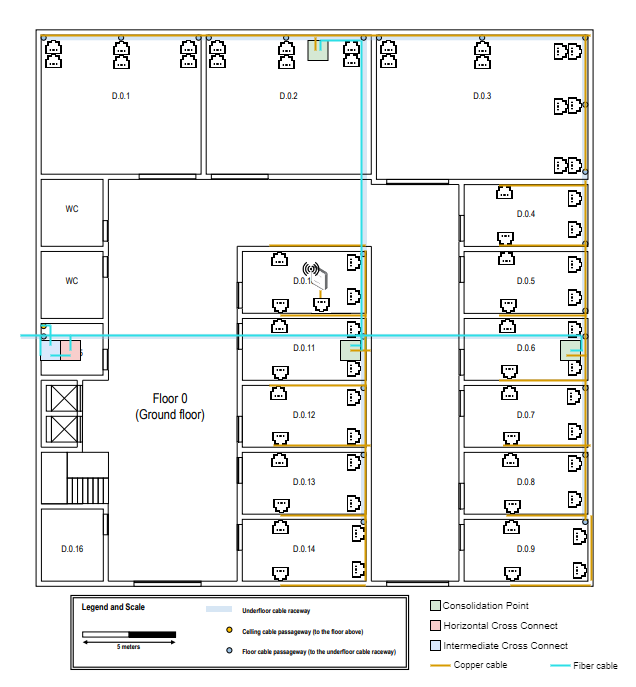 D.0.1
D.0.2
D.0.3
WC
D.0.4
WC
D.0.1
D.0.5
D.0.11
D.0.6
Floor 0
(Ground floor)
D.0.12
D.0.7
D.0.13
D.0.8
D.0.16
D.0.14
D.0.9
Legend and Scale
5 meters
Underfloor cable raceway
Celling cable passageway (to the floor above)
Floor cable passageway (to the underfloor cable raceway)
Consolidation Point
Horizontal Cross Connect
Intermediate Cross Connect
Copper cable
Fiber cable